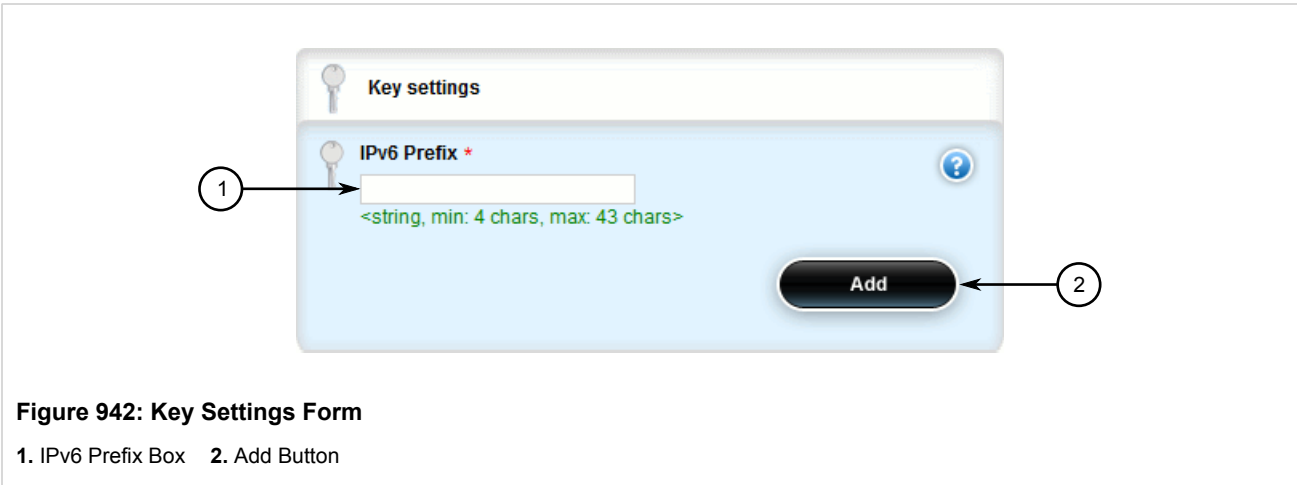 Key settings
IPv6 Prefix *
?
1
<string, min: 4 chars, max: 43 chars>
Add
2
Figure 942: Key Settings Form
1. IPv6 Prefix Box 2. Add Button